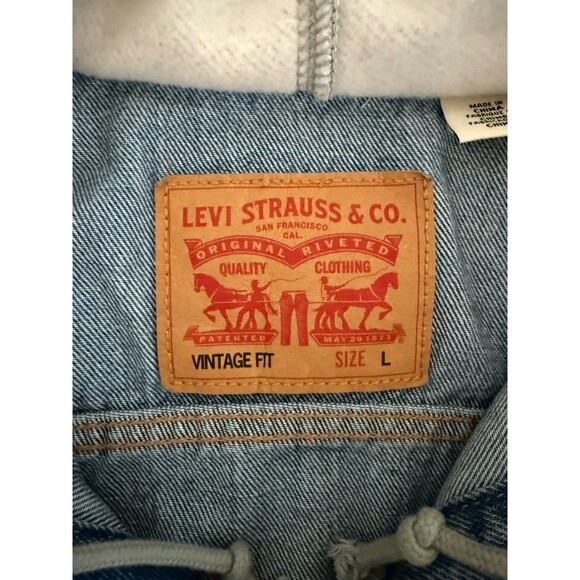 MADE IN
CHINA
FABRIQUE
LEVI STRAUSS & CO.
SAN FRANCISCO
CAL.
ORIGINAL RIVETED
QUALITY CLOTHING
PATENTED MAY 20 1873
VINTAGE FIT SIZE L